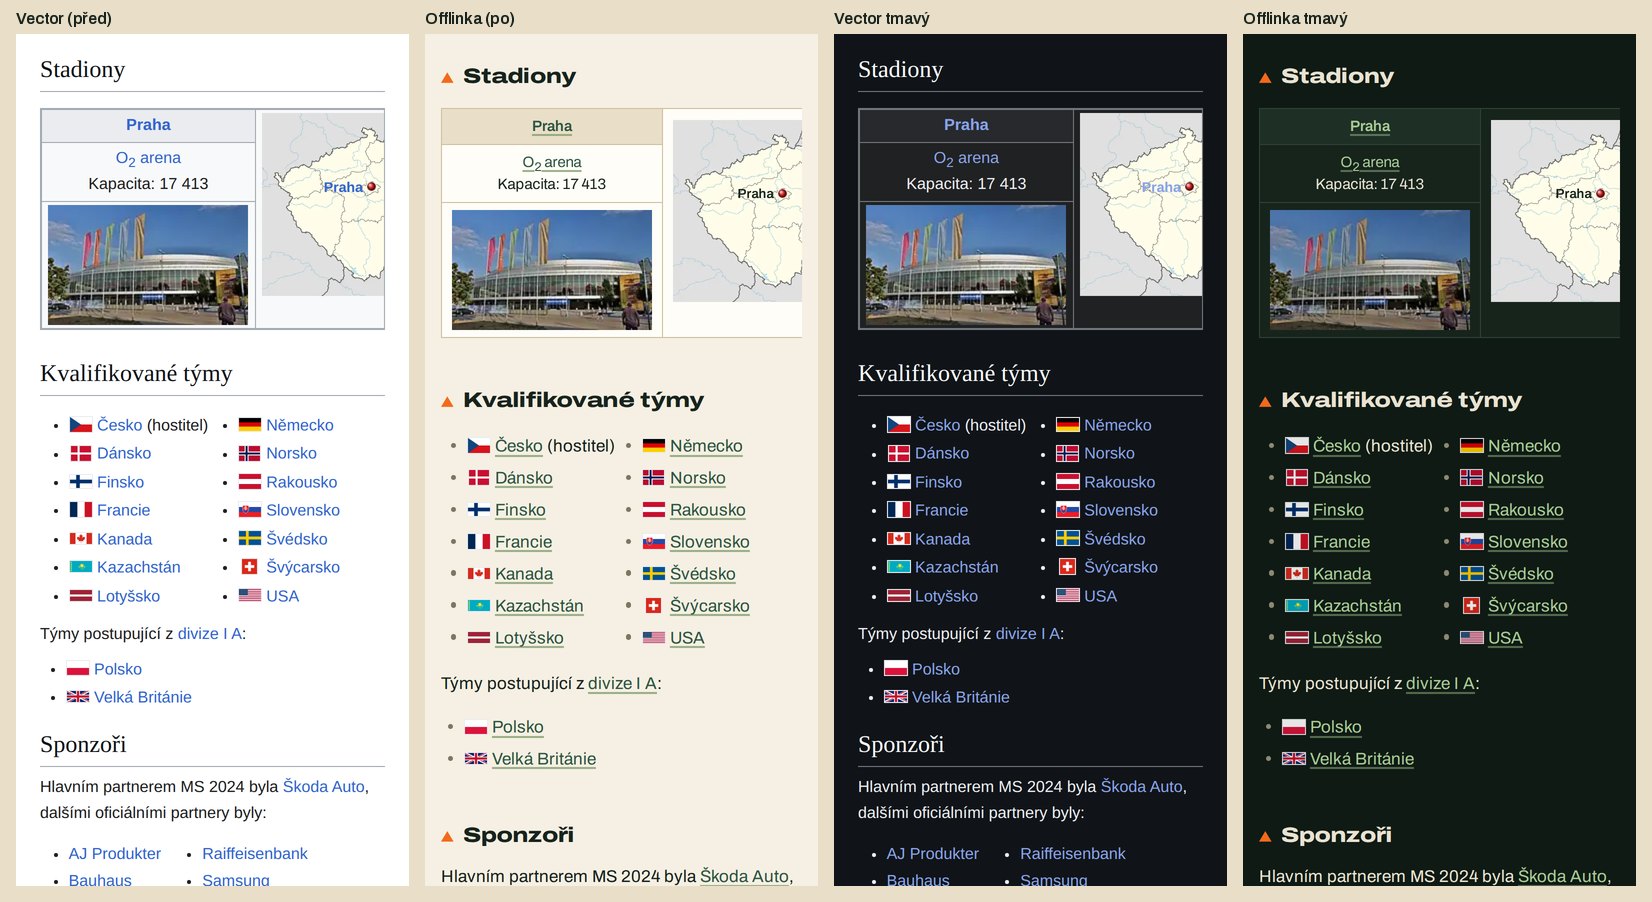 Vector (před)
Stadiony
Praha
O2 arena
Kapacita: 17 413
Praha
Kvalifikované týmy
Česko (hostitel)
Dánsko
Finsko
Francie
Kanada
Kazachstán
Lotyšsko
Německo
Norsko
Rakousko
Slovensko
Švédsko
Švýcarsko
USA
Týmy postupující z divize I A:
Polsko
Velká Británie
Sponzoři
Hlavním partnerem MS 2024 byla Škoda Auto,
dalšími oficiálními partnery byly:
AJ Produkter
Bauhaus
Raiffeisenbank
Samsung
Offlinka (po)
Stadiony
Praha
O2 arena
Kapacita: 17 413
Praha
Kvalifikované týmy
Česko (hostitel)
Dánsko
Finsko
Francie
Kanada
Kazachstán
Lotyšsko
Německo
Norsko
Rakousko
Slovensko
Švédsko
Švýcarsko
USA
Týmy postupující z divize I A:
Polsko
Velká Británie
Sponzoři
Hlavním partnerem MS 2024 byla Škoda Auto,
Vector tmavý
Stadiony
Praha
O2 arena
Kapacita: 17 413
Praha
Kvalifikované týmy
Česko (hostitel)
Dánsko
Finsko
Francie
Kanada
Kazachstán
Lotyšsko
Německo
Norsko
Rakousko
Slovensko
Švédsko
Švýcarsko
USA
Týmy postupující z divize I A:
Polsko
Velká Británie
Sponzoři
Hlavním partnerem MS 2024 byla Škoda Auto,
dalšími oficiálními partnery byly:
AJ Produkter
Bauhaus
Raiffeisenbank
Samsung
Offlinka tmavý
Stadiony
Praha
O2 arena
Kapacita: 17 413
Praha
Kvalifikované týmy
Česko (hostitel)
Dánsko
Finsko
Francie
Kanada
Kazachstán
Lotyšsko
Německo
Norsko
Rakousko
Slovensko
Švédsko
Švýcarsko
USA
Týmy postupující z divize I A:
Polsko
Velká Británie
Sponzoři
Hlavním partnerem MS 2024 byla Škoda Auto,